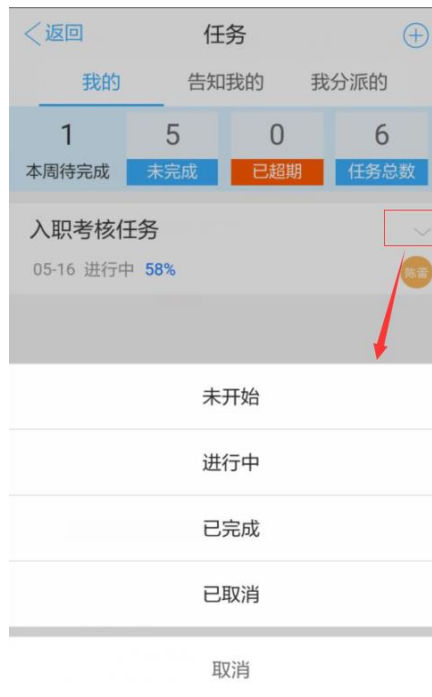 返回 任务
我的 告知我的 我分派的
1 5 0 6
本周待完成 未完成 已超期 任务总数
入职考核任务
05-16 进行中 58%
陈雷
未开始
进行中
已完成
已取消
取消